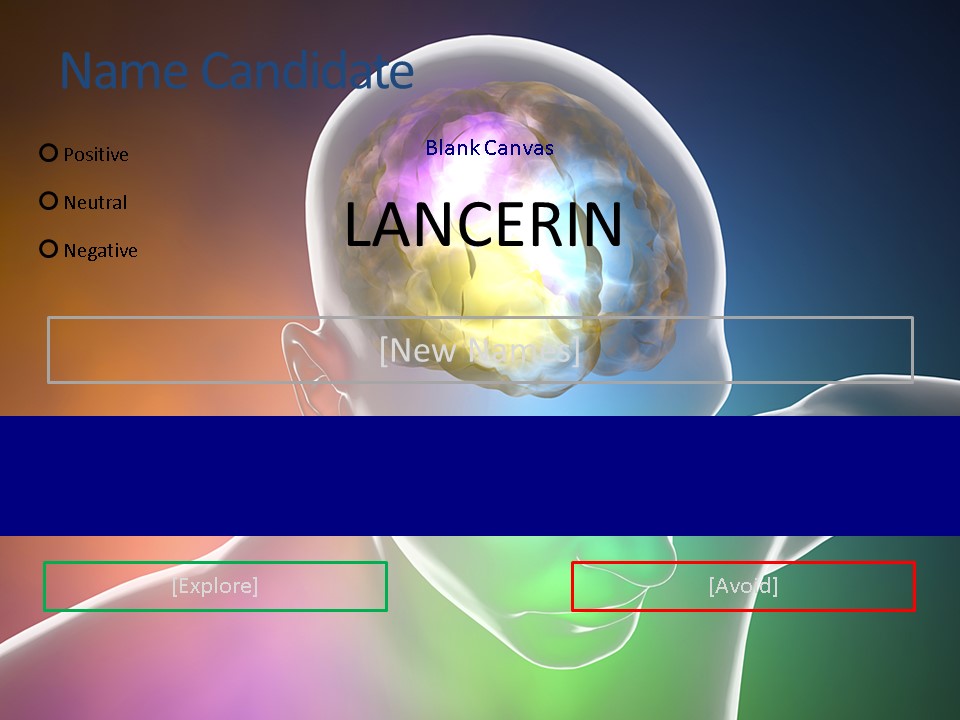 Name Candidate
Blank Canvas
Positive
LANCERIN
Neutral
Negative
[New Names]
[Explore]
[Avoid]